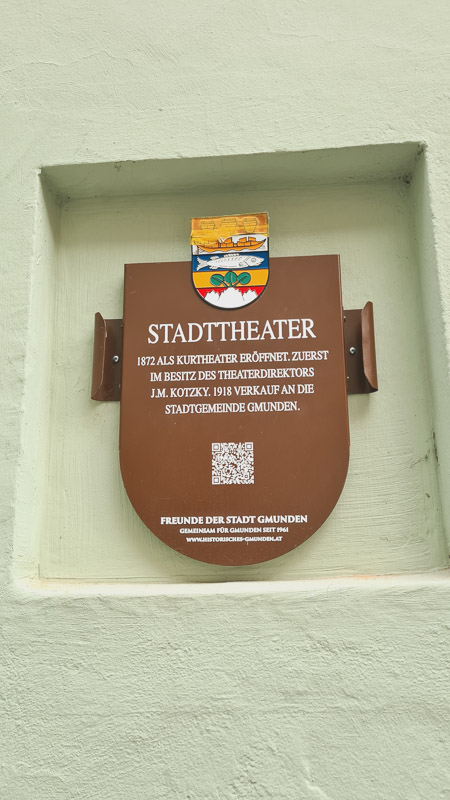 STADTTHEATER
1872 ALS KURTHEATER ERÖFFNET. ZUERST
IM BESITZ DES THEATERDIREKTORS
J.M. KOTZKY. 1918 VERKAUF AN DIE
STADTGEMEINDE GMUNDEN.
FREUNDE DER STADT GMUNDEN
GEMEINSAM FÜR GMUNDEN SEIT 1961
WWW.HISTORISCHES-GMUNDEN.AT